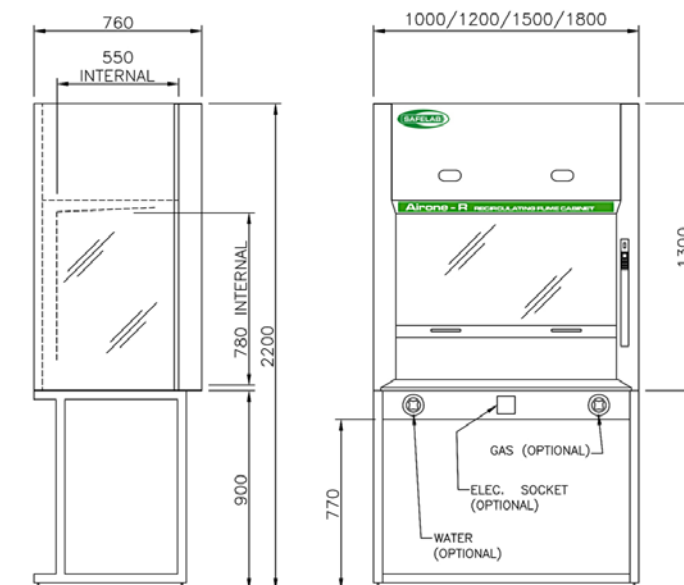 760
550
INTERNAL
780 INTERNAL
2200
900
1000/1200/1500/1800
SAFELAB
Airone - R RECIRCULATING FUME CABINET
1300
770
GAS (OPTIONAL)
ELEC. SOCKET
(OPTIONAL)
WATER
(OPTIONAL)